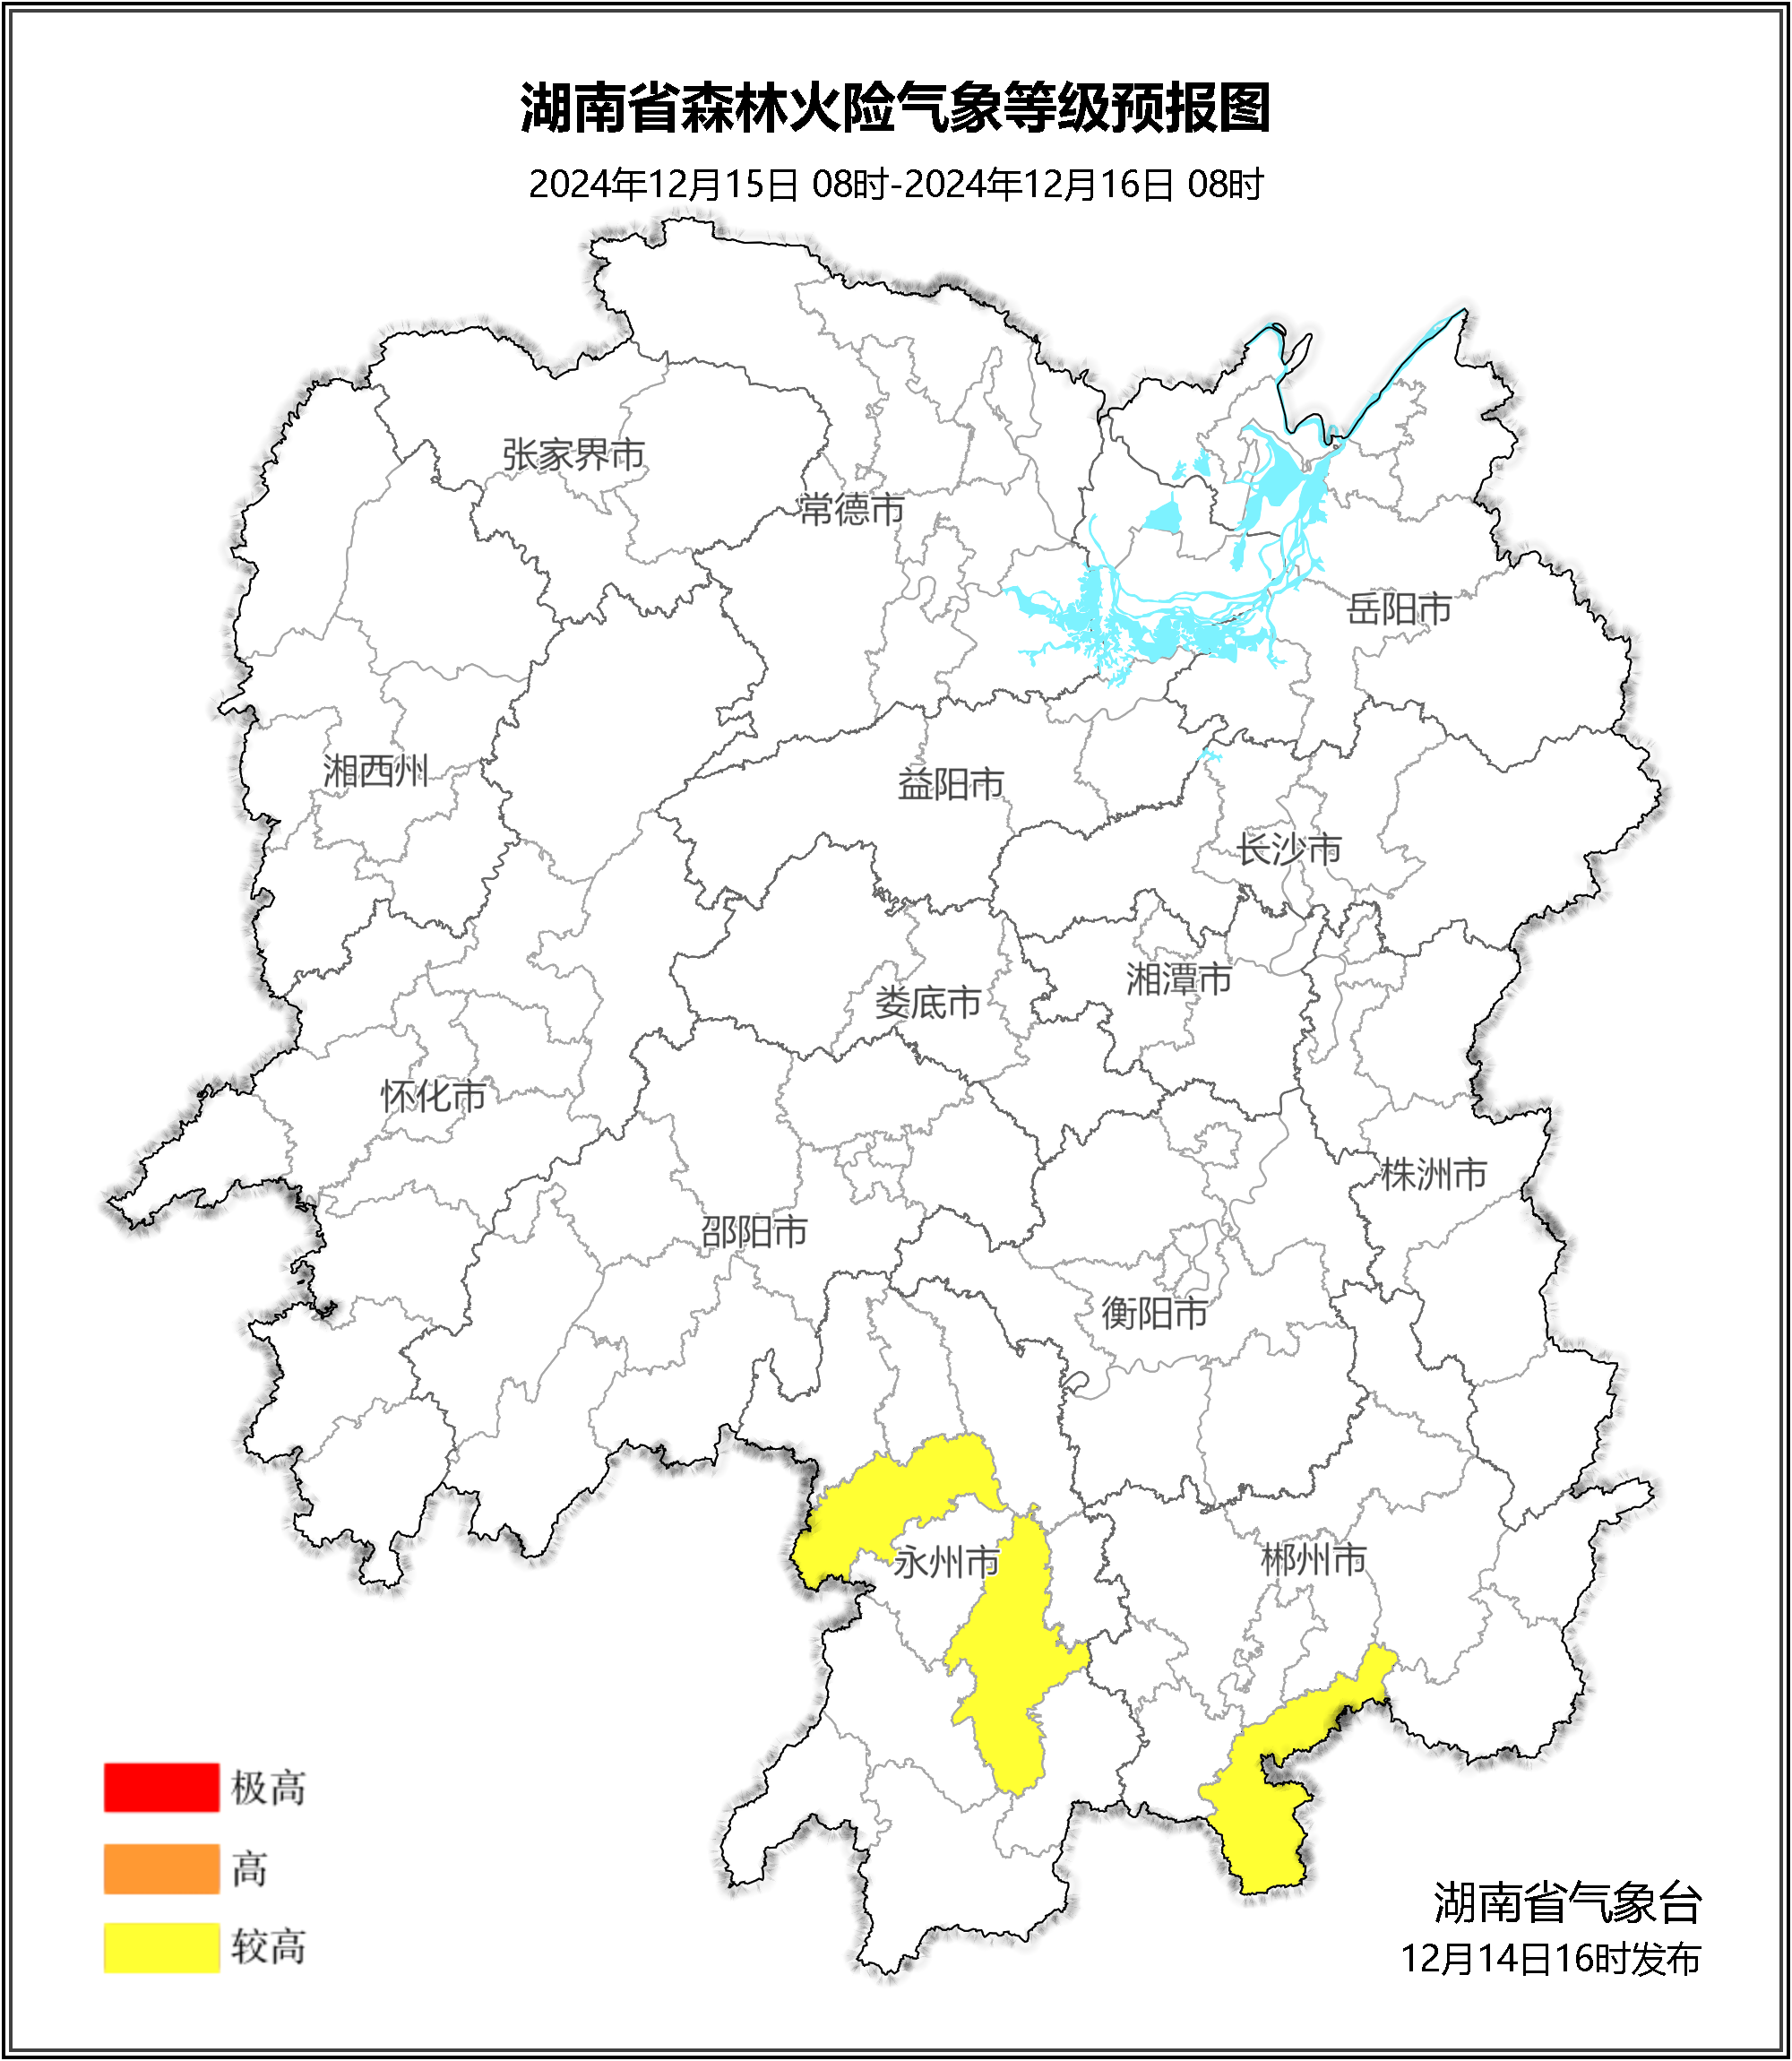 湖南省森林火险气象等级预报图
2024年12月15日 08时-2024年12月16日 08时
张家界市
常德市
岳阳市
湘西州
益阳市
长沙市
湘潭市
娄底市
怀化市
株洲市
邵阳市
衡阳市
永州市
郴州市
极高
高
较高
湖南省气象台
12月14日16时发布